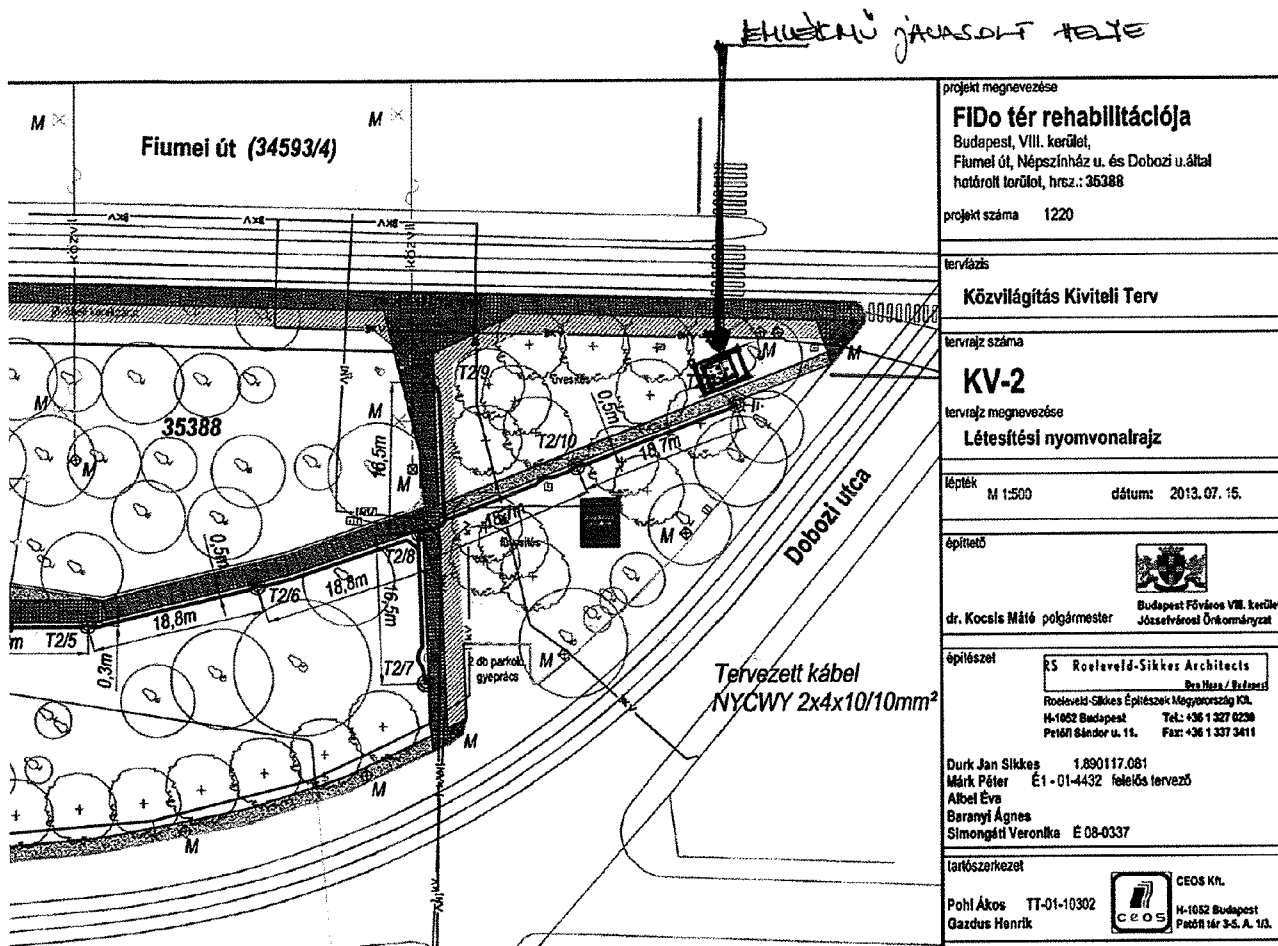 EMLÉKMŰ JAVASOLT HELYE
M
M
Fiumei út (34593/4)
KÖZVIL
KÖZVIL
35388
M
M
M
M
16,5m
T2/9
füvesítés
0,5m
M
M
T2/10
18,7m
füvesítés
M
Dobozi utca
0,5m
T2/8
18,8m
T2/6
16,5m
18,8m
T2/5
0,3m
T2/7
2 db parkoló
gyeprács
M
M
M
M
Tervezett kábel
NYCWY 2x4x10/10mm²
projekt megnevezése
FIDo tér rehabilitációja
Budapest, VIII. kerület,
Fiumei út, Népszínház u. és Dobozi u.által
határolt terület, hrsz.: 35388
projekt száma 1220
tervfázis
Közvilágítás Kiviteli Terv
tervrajz száma
KV-2
tervrajz megnevezése
Létesítési nyomvonalrajz
lépték M 1:500 dátum: 2013.07.15.
építtető
dr. Kocsis Máté polgármester
Budapest Főváros VIII. kerület
Józsefvárosi Önkormányzat
építészet
RS Roeleveld-Sikkes Architects
Den Haag / Budapest
Roeleveld-Sikkes Építészek Magyarország Kft.
H-1052 Budapest Tel.: +36 1 327 0230
Petőfi Sándor u. 11. Fax: +36 1 337 3411
Durk Jan Sikkes 1.890117.081
Márk Péter É1 - 01-4432 felelős tervező
Albel Éva
Baranyi Ágnes
Simongáti Veronika É 08-0337
tartószerkezet
Pohl Ákos TT-01-10302
Gazdus Henrik
CEOS
CEOS Kft.
H-1052 Budapest
Petőfi tér 3-5. A. 1/3.